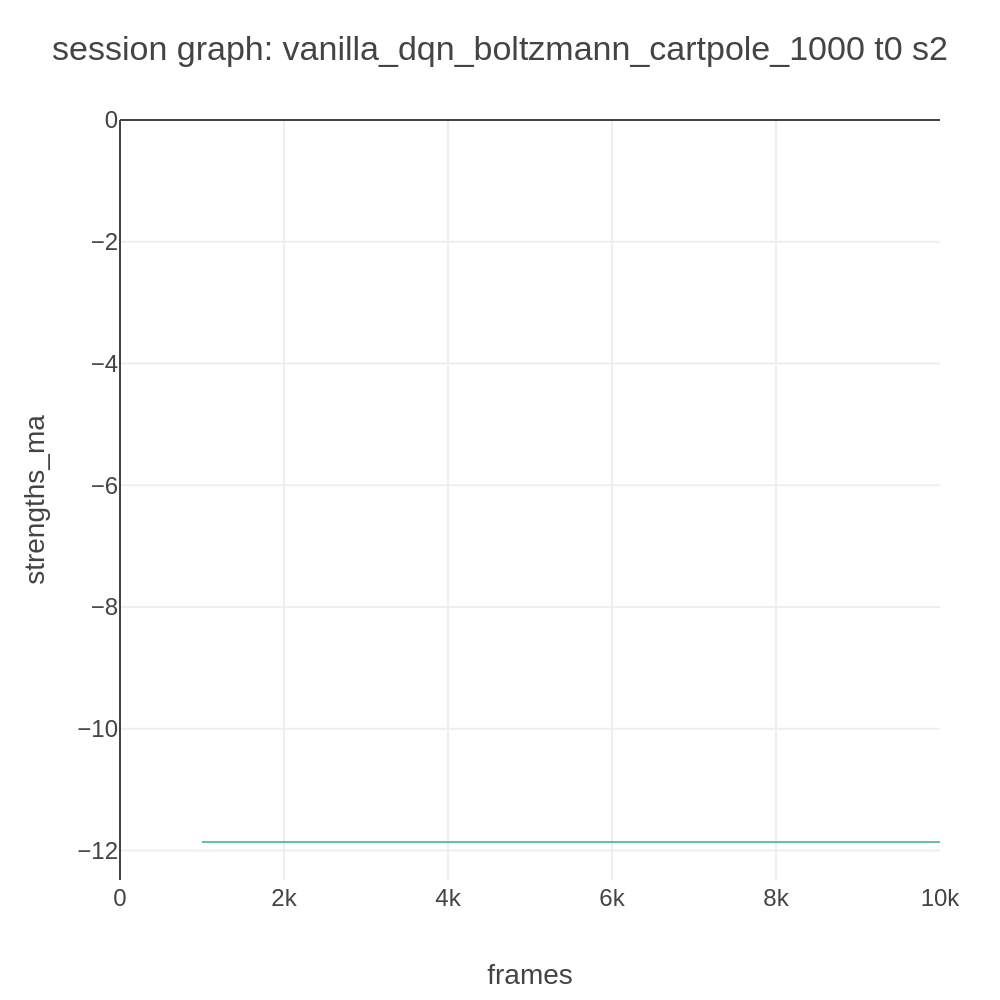 session graph: vanilla_dqn_boltzmann_cartpole_1000 t0 s2
0
−2
−4
−6
−8
−10
−12
strengths_ma
0 2k 4k 6k 8k 10k
frames